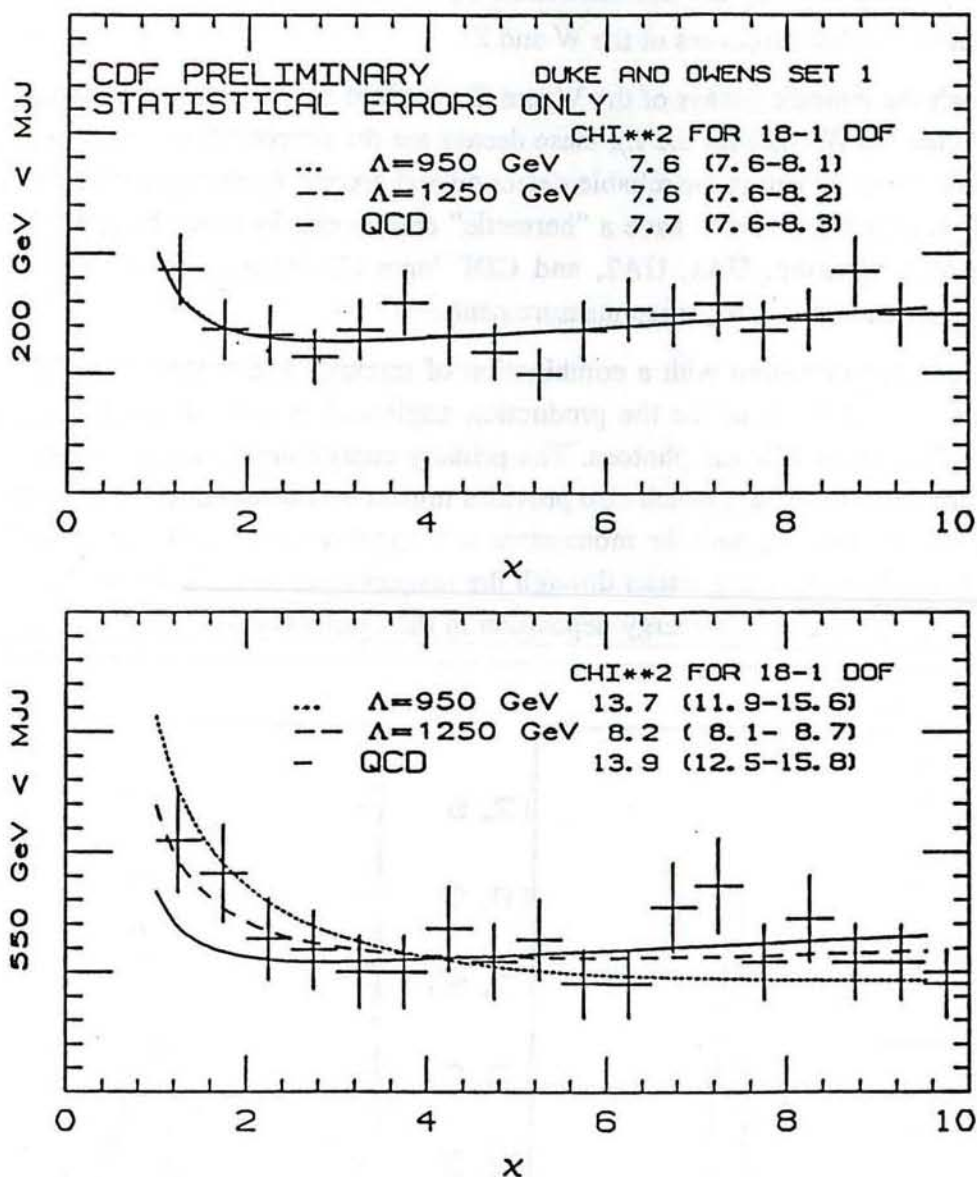 CDF PRELIMINARY DUKE AND OWENS SET 1
STATISTICAL ERRORS ONLY
CHI**2 FOR 18-1 DOF
Λ=950 GeV 7.6 (7.6-8.1)
Λ=1250 GeV 7.6 (7.6-8.2)
QCD 7.7 (7.6-8.3)
200 GeV < MJJ
0 2 4 6 8 10
χ
CHI**2 FOR 18-1 DOF
Λ=950 GeV 13.7 (11.9-15.6)
Λ=1250 GeV 8.2 ( 8.1- 8.7)
QCD 13.9 (12.5-15.8)
550 GeV < MJJ
0 2 4 6 8 10
χ